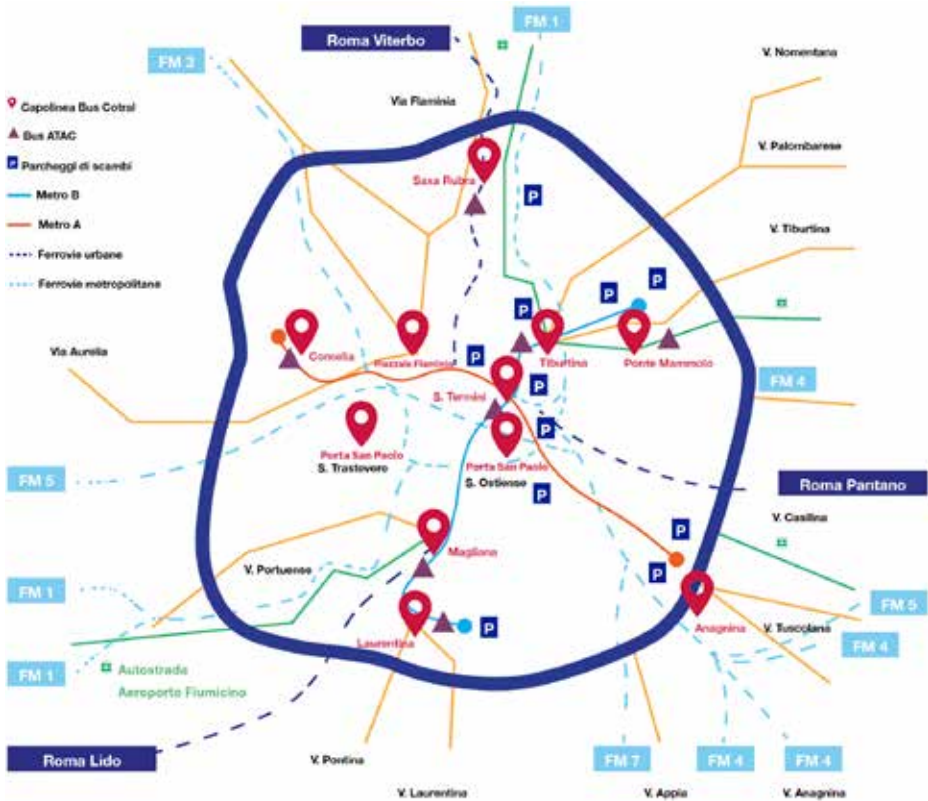 Roma Viterbo
FM 1
V. Nomentana
FM 3
Via Flaminia
Capolinea Bus Cotral
Bus ATAC
P
Parcheggi di scambi
V. Palombarese
Saxa Rubra
P
Metro B
Metro A
V. Tiburtina
Ferrovie urbane
Ferrovie metropolitane
P
P
P
Via Aurelia
Cornelia
Piazzale Flaminio
P
Tiburtina
Ponte Mammolo
S. Termini
P
FM 4
P
Porta San Paolo
S. Trastevere
Porta San Paolo
S. Ostiense
FM 5
Roma Pantano
P
V. Casilina
P
Magliana
V. Portuense
P
FM 1
FM 5
Laurentina
P
Anagnina
V. Tuscolana
FM 4
FM 1
Autostrada
Aeroporto Fiumicino
Roma Lido
V. Pontina
FM 7
FM 4
FM 4
V. Laurentina
V. Appia
V. Anagnina